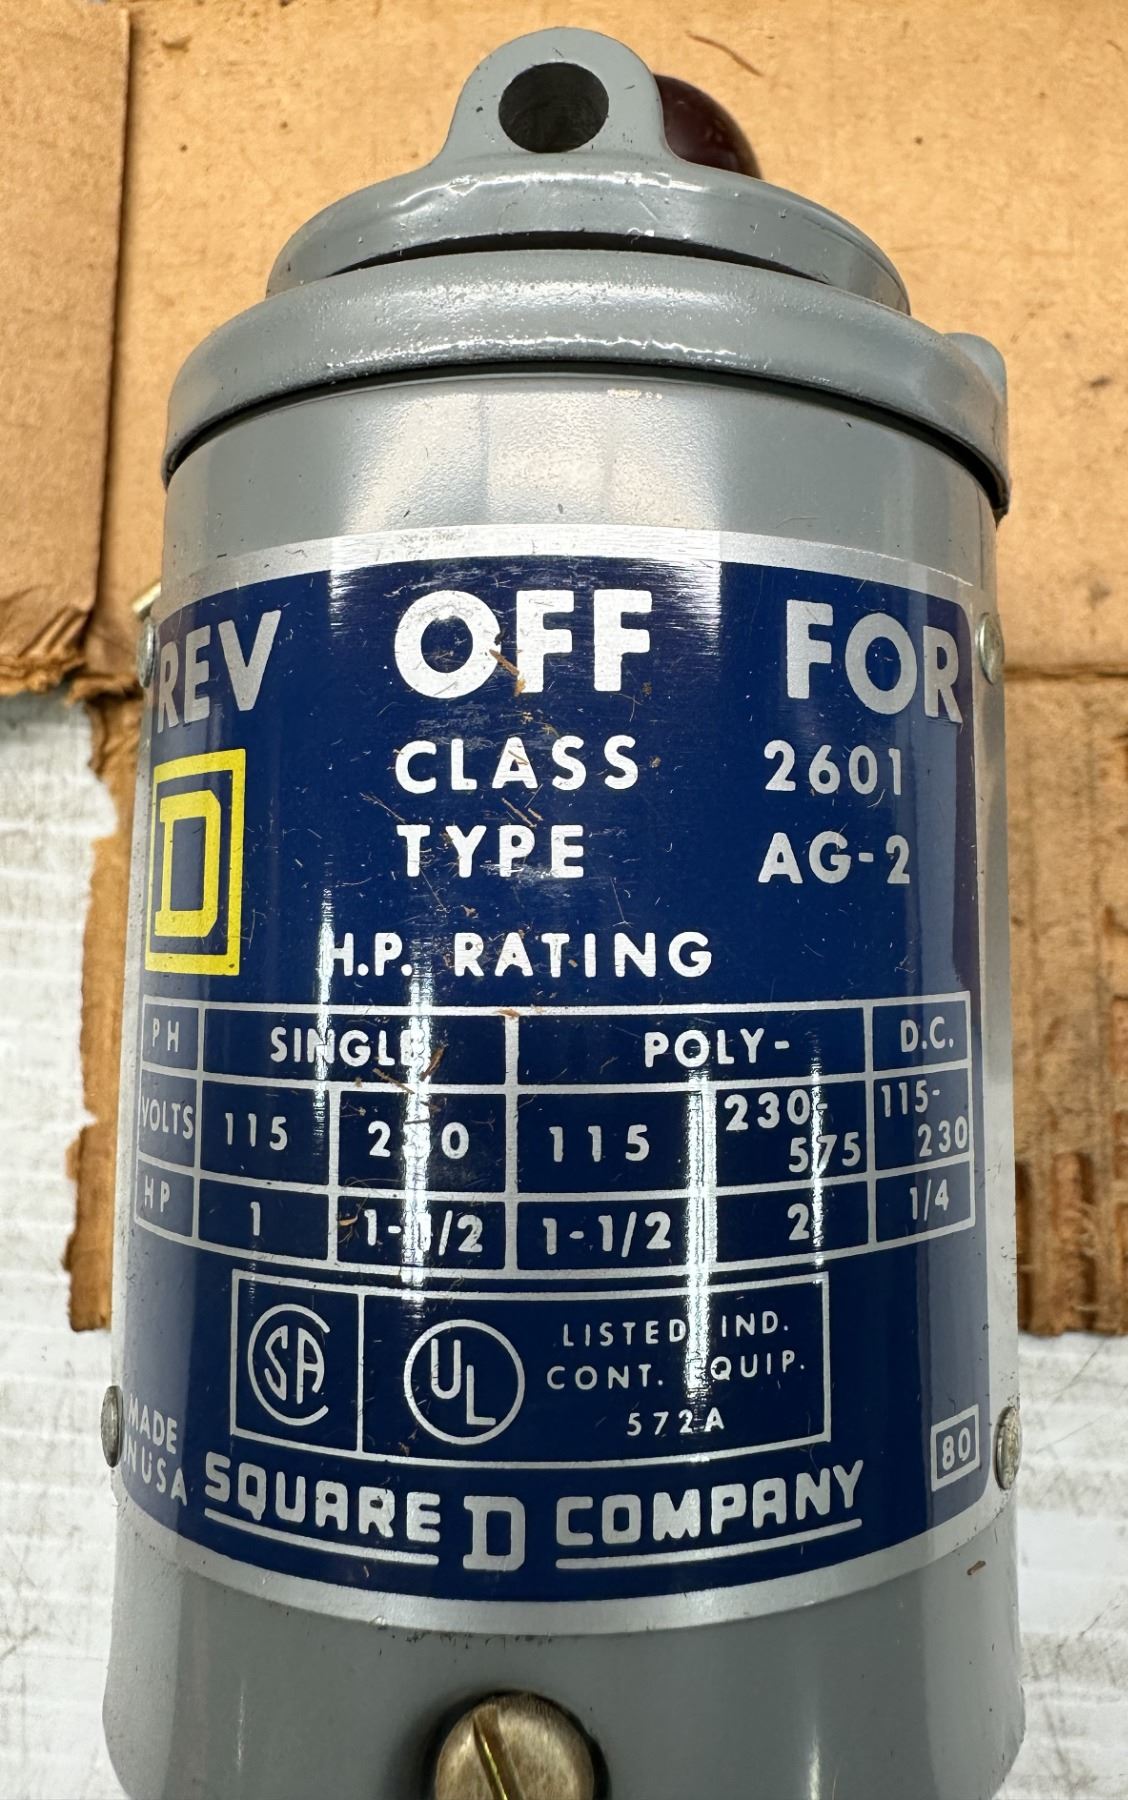 REV OFF FOR
D
CLASS 2601
TYPE AG-2
H.P. RATING
PH SINGLE POLY- D.C.
VOLTS 115 230 115 230-575 115-230
HP 1 1-1/2 1-1/2 2 1/4
SA UL
LISTED IND.
CONT. EQUIP.
572A
MADE
IN USA
80
SQUARE D COMPANY